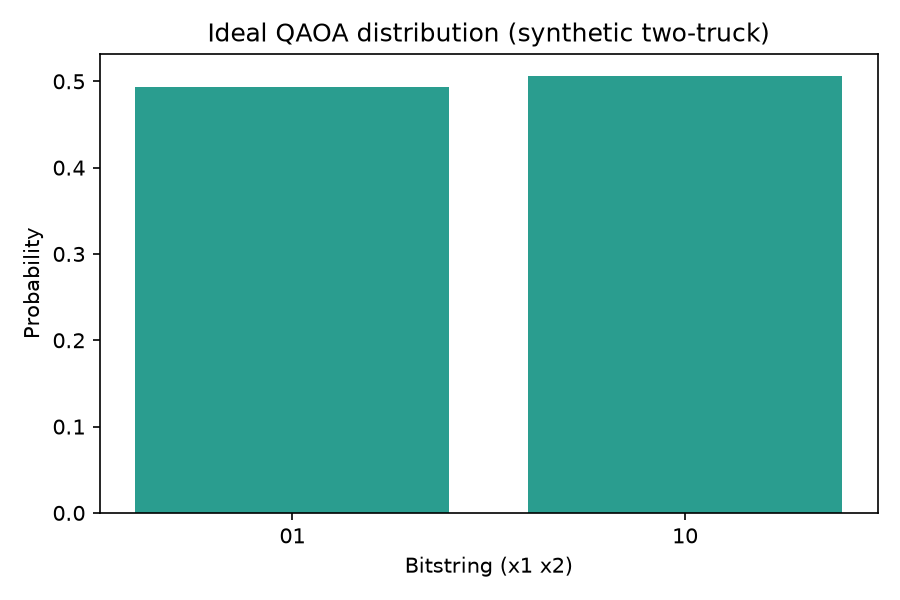 Ideal QAOA distribution (synthetic two-truck)
0.5
0.4
0.3
0.2
0.1
0.0
Probability
01 10
Bitstring (x1 x2)